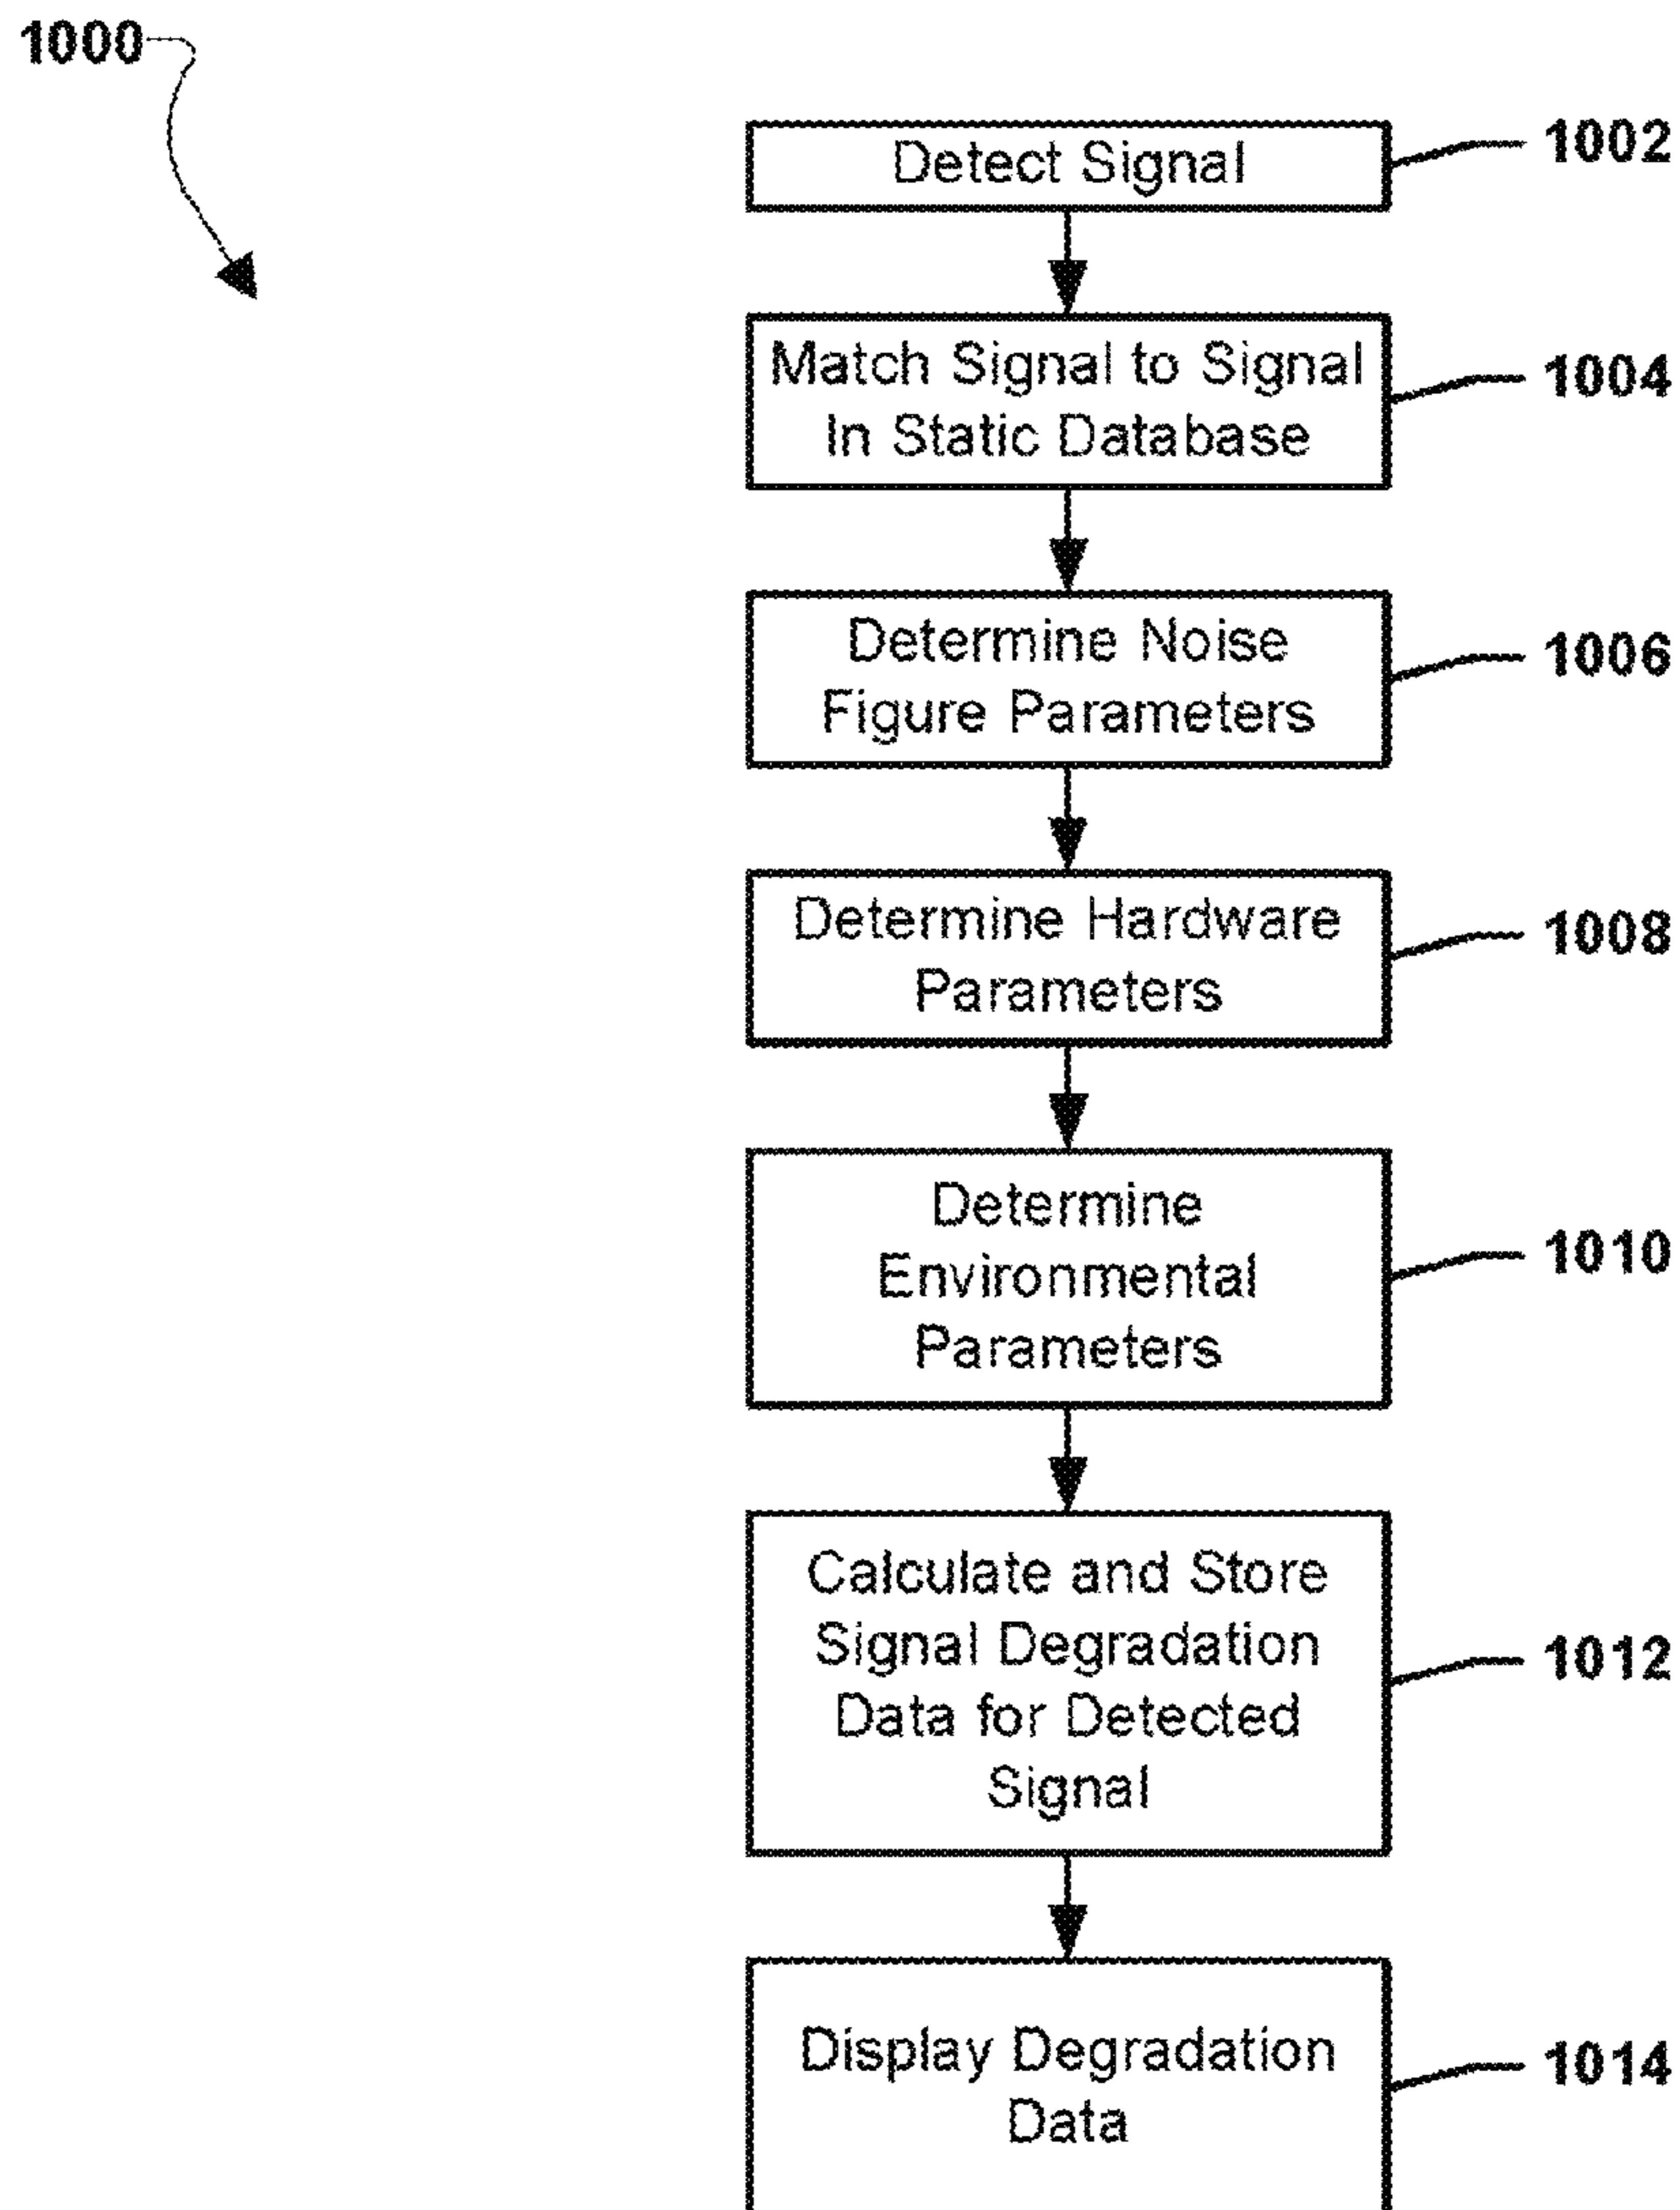 1000
Detect Signal
1002
Match Signal to Signal
In Static Database
1004
Determine Noise
Figure Parameters
1006
Determine Hardware
Parameters
1008
Determine
Environmental
Parameters
1010
Calculate and Store
Signal Degradation
Data for Detected
Signal
1012
Display Degradation
Data
1014